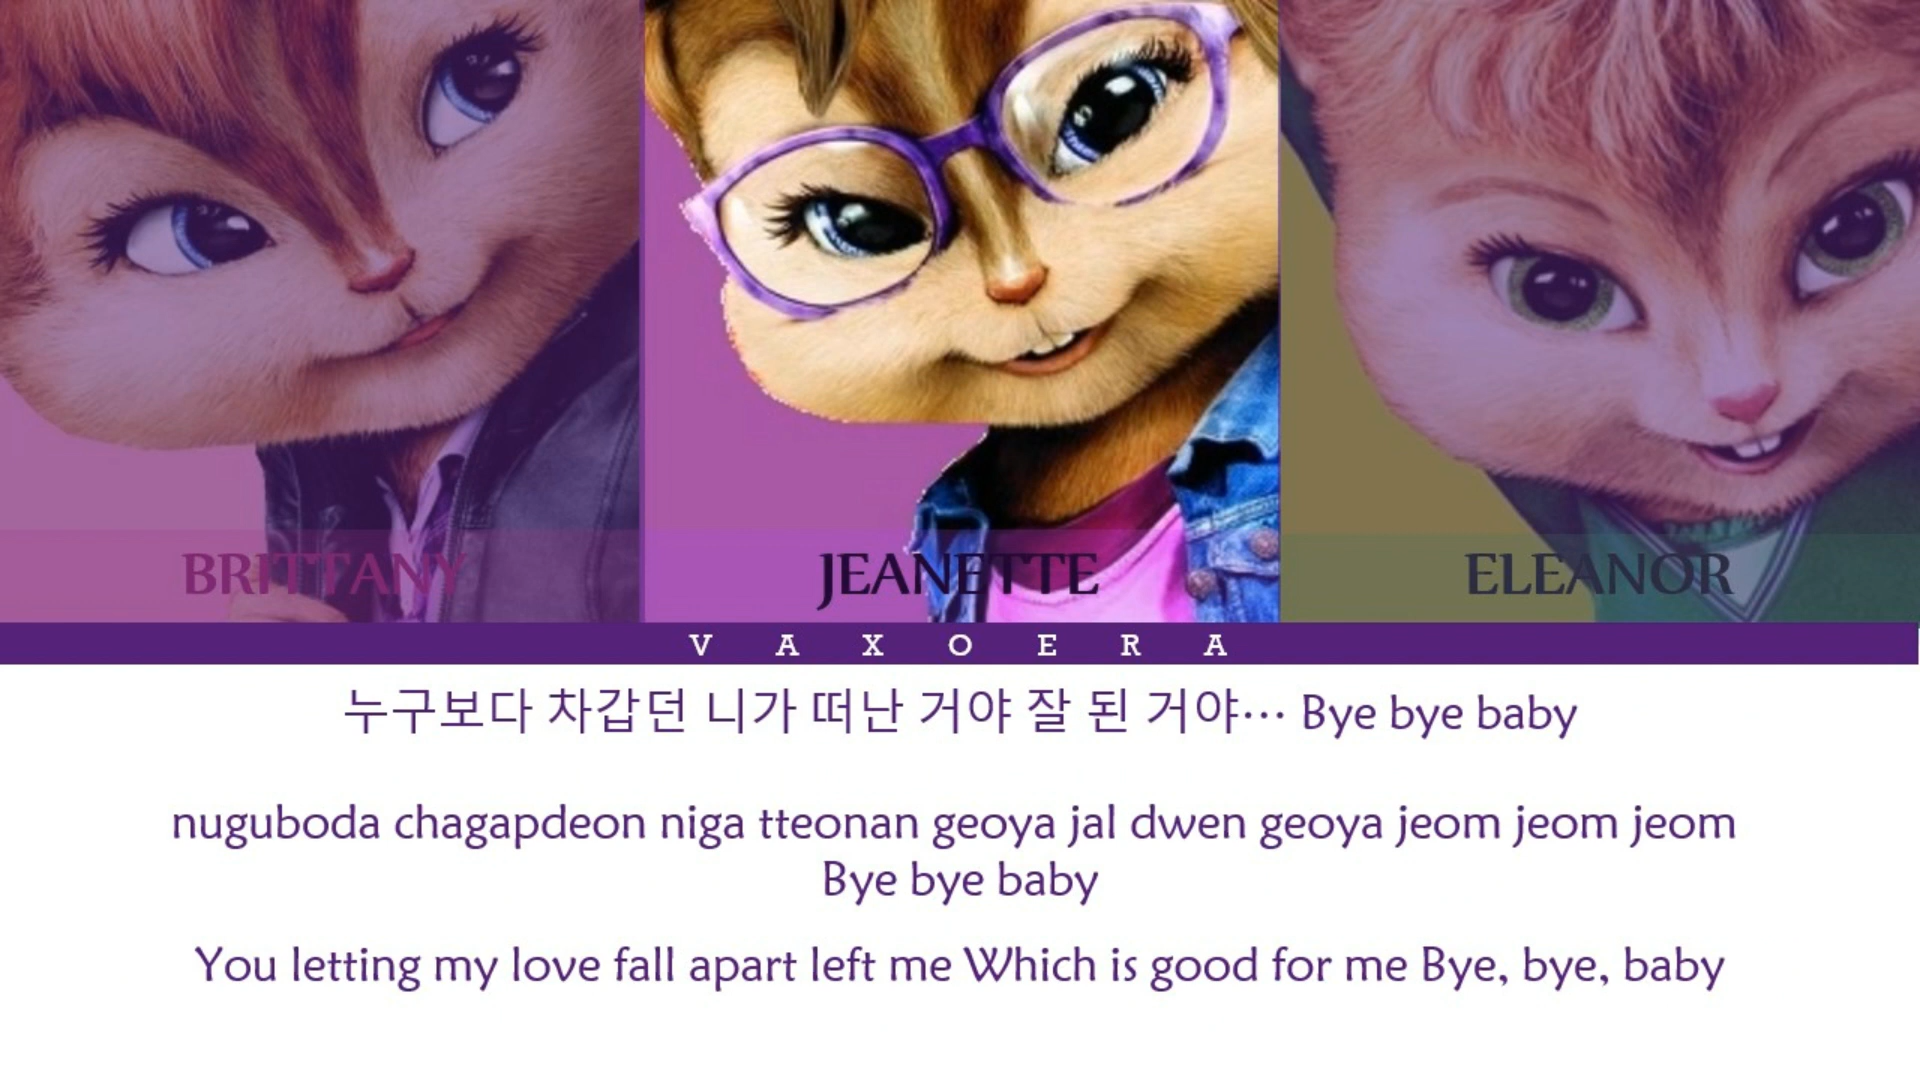 BRITTANY
JEANETTE
ELEANOR
V A X O E R A
누구보다 차갑던 니가 떠난 거야 잘 된 거야… Bye bye baby
nuguboda chagapdeon niga tteonan geoya jal dwen geoya jeom jeom jeom
Bye bye baby
You letting my love fall apart left me Which is good for me Bye, bye, baby